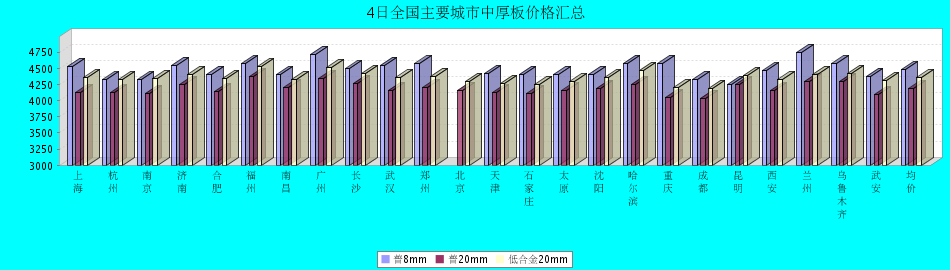 4日全国主要城市中厚板价格汇总
4750
4500
4250
4000
3750
3500
3250
3000
上海
杭州
南京
济南
合肥
福州
南昌
广州
长沙
武汉
郑州
北京
天津
石家庄
太原
沈阳
哈尔滨
重庆
成都
昆明
西安
兰州
乌鲁木齐
武安
均价
普8mm
普20mm
低合金20mm